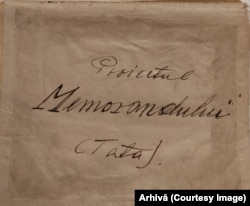 Proiectul
Memorandului
(Tata).
Arhivă (Courtesy Image)